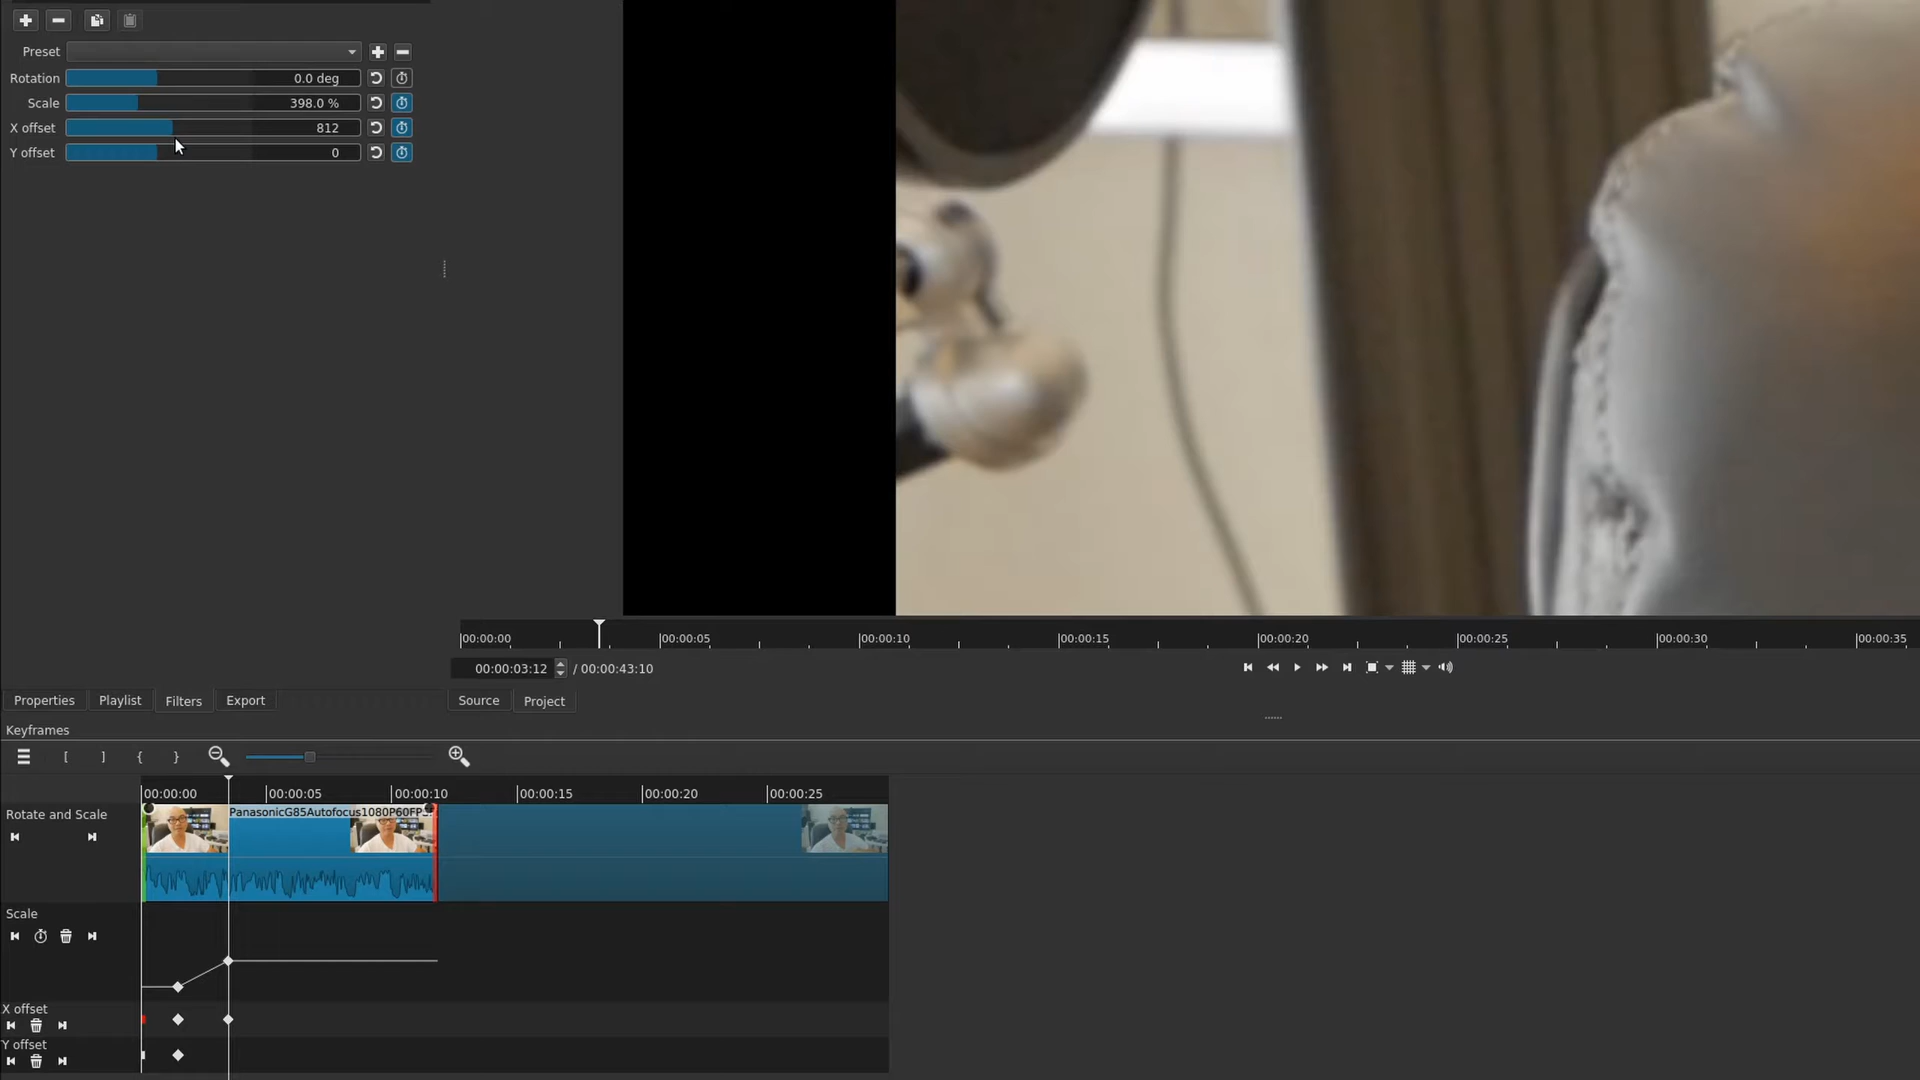 Preset
Rotation 0.0 deg
Scale 398.0 %
X offset 812
Y offset 0
00:00:00 00:00:05 00:00:10 00:00:15 00:00:20 00:00:25 00:00:30 00:00:35
00:00:03:12 / 00:00:43:10
Properties Playlist Filters Export Source Project
Keyframes
[ ] { }
00:00:00 00:00:05 00:00:10 00:00:15 00:00:20 00:00:25
Rotate and Scale
PanasonicG85Autofocus1080P60FP
Scale
X offset
Y offset